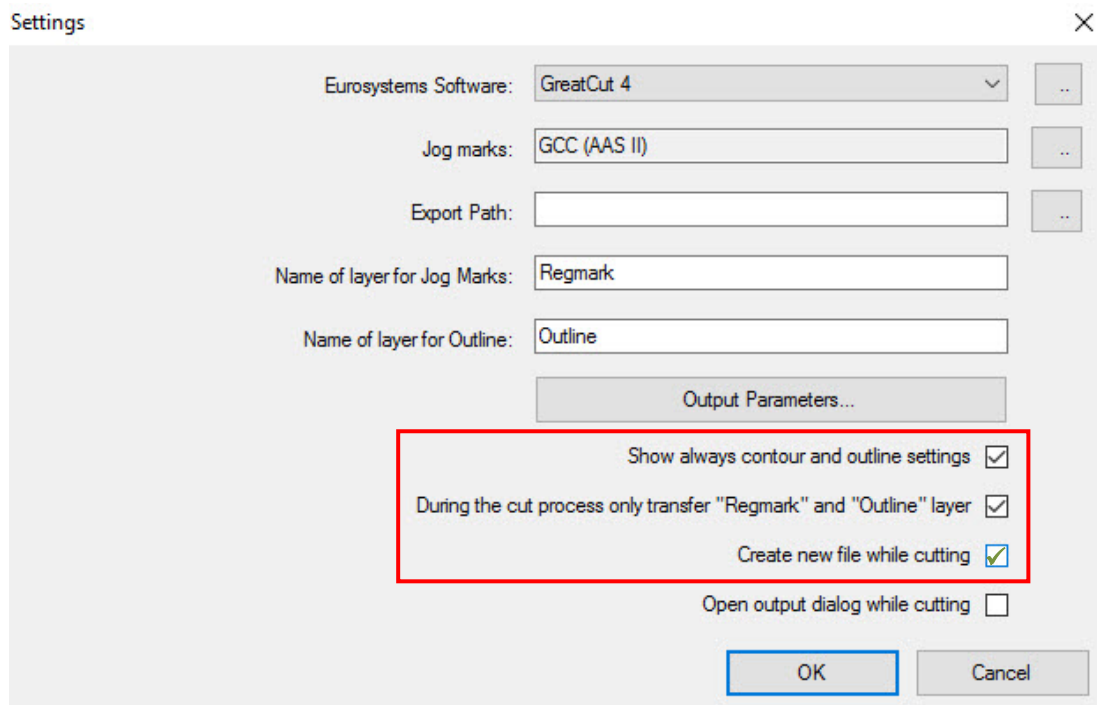 Settings
Eurosystems Software: GreatCut 4 ..
Jog marks: GCC (AAS II) ..
Export Path: ..
Name of layer for Jog Marks: Regmark
Name of layer for Outline: Outline
Output Parameters...
Show always contour and outline settings
During the cut process only transfer "Regmark" and "Outline" layer
Create new file while cutting
Open output dialog while cutting
OK Cancel